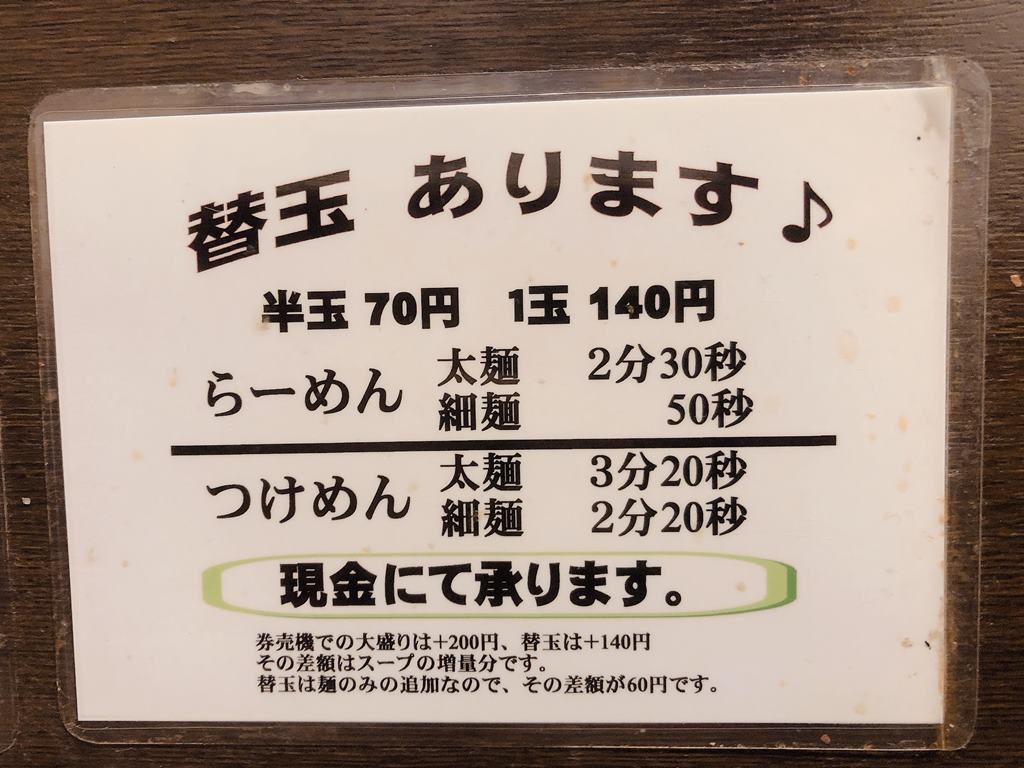 替玉 あります♪
半玉 70円 1玉 140円
らーめん 太麺 2分30秒
細麺 50秒
つけめん 太麺 3分20秒
細麺 2分20秒
現金にて承ります。
券売機での大盛りは+200円、替玉は+140円
その差額はスープの増量分です。
替玉は麺のみの追加なので、その差額が60円です。